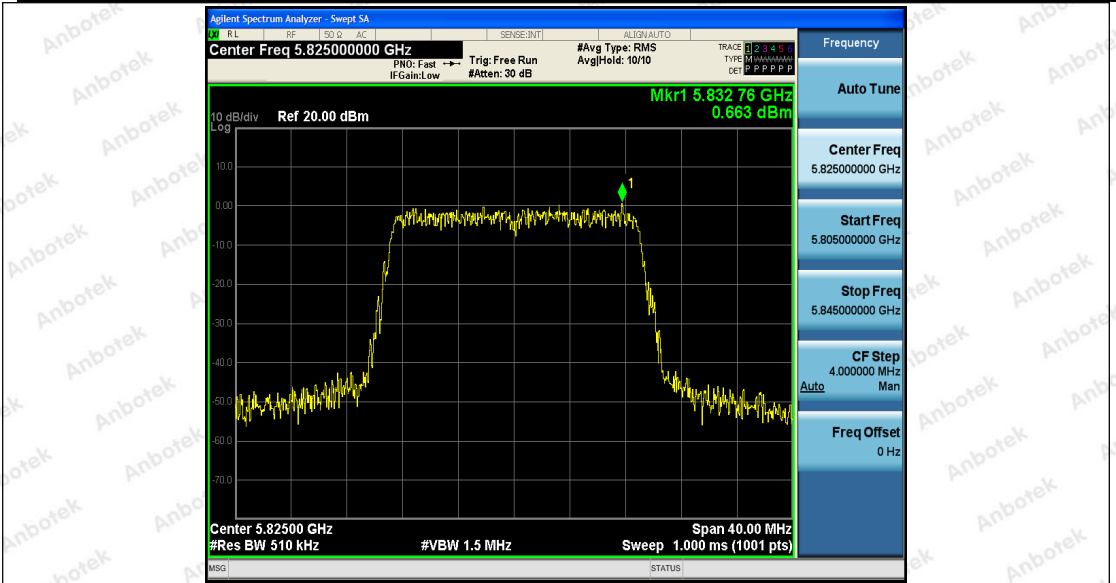 Agilent Spectrum Analyzer - Swept SA
LXI RL RF 50 Ω AC SENSE:INT ALIGNAUTO
Center Freq 5.825000000 GHz
PNO: Fast
IFGain:Low
Trig: Free Run
#Atten: 30 dB
#Avg Type: RMS
Avg|Hold: 10/10
TRACE 1 2 3 4 5 6
TYPE M WWWWW
DET P P P P P P
Mkr1 5.832 76 GHz
0.663 dBm
10 dB/div Ref 20.00 dBm
Log
10.0
0.00
-10.0
-20.0
-30.0
-40.0
-50.0
-60.0
-70.0
1
Center 5.82500 GHz
Span 40.00 MHz
#Res BW 510 kHz
#VBW 1.5 MHz
Sweep 1.000 ms (1001 pts)
MSG
STATUS
Frequency
Auto Tune
Center Freq
5.825000000 GHz
Start Freq
5.805000000 GHz
Stop Freq
5.845000000 GHz
CF Step
4.000000 MHz
Auto Man
Freq Offset
0 Hz
Anbotek